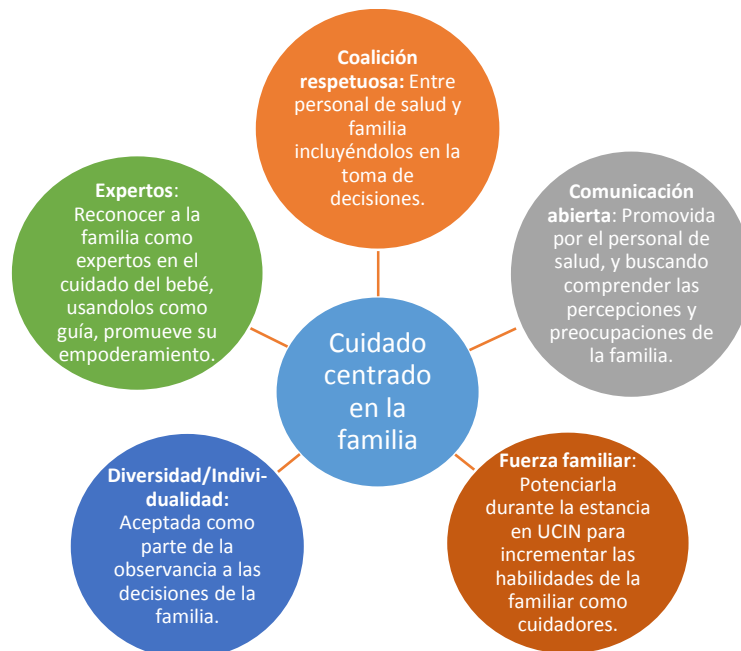 Coalición
respetuosa: Entre
personal de salud y
familia
incluyéndolos en la
toma de
decisiones.
Comunicación
abierta: Promovida
por el personal de
salud, y buscando
comprender las
percepciones y
preocupaciones de
la familia.
Fuerza familiar:
Potenciarla
durante la estancia
en UCIN para
incrementar las
habilidades de la
familiar como
cuidadores.
Diversidad/Indivi-
dualidad:
Aceptada como
parte de la
observancia a las
decisiones de la
familia.
Expertos:
Reconocer a la
familia como
expertos en el
cuidado del bebé,
usandolos como
guía, promueve su
empoderamiento.
Cuidado
centrado
en la
familia